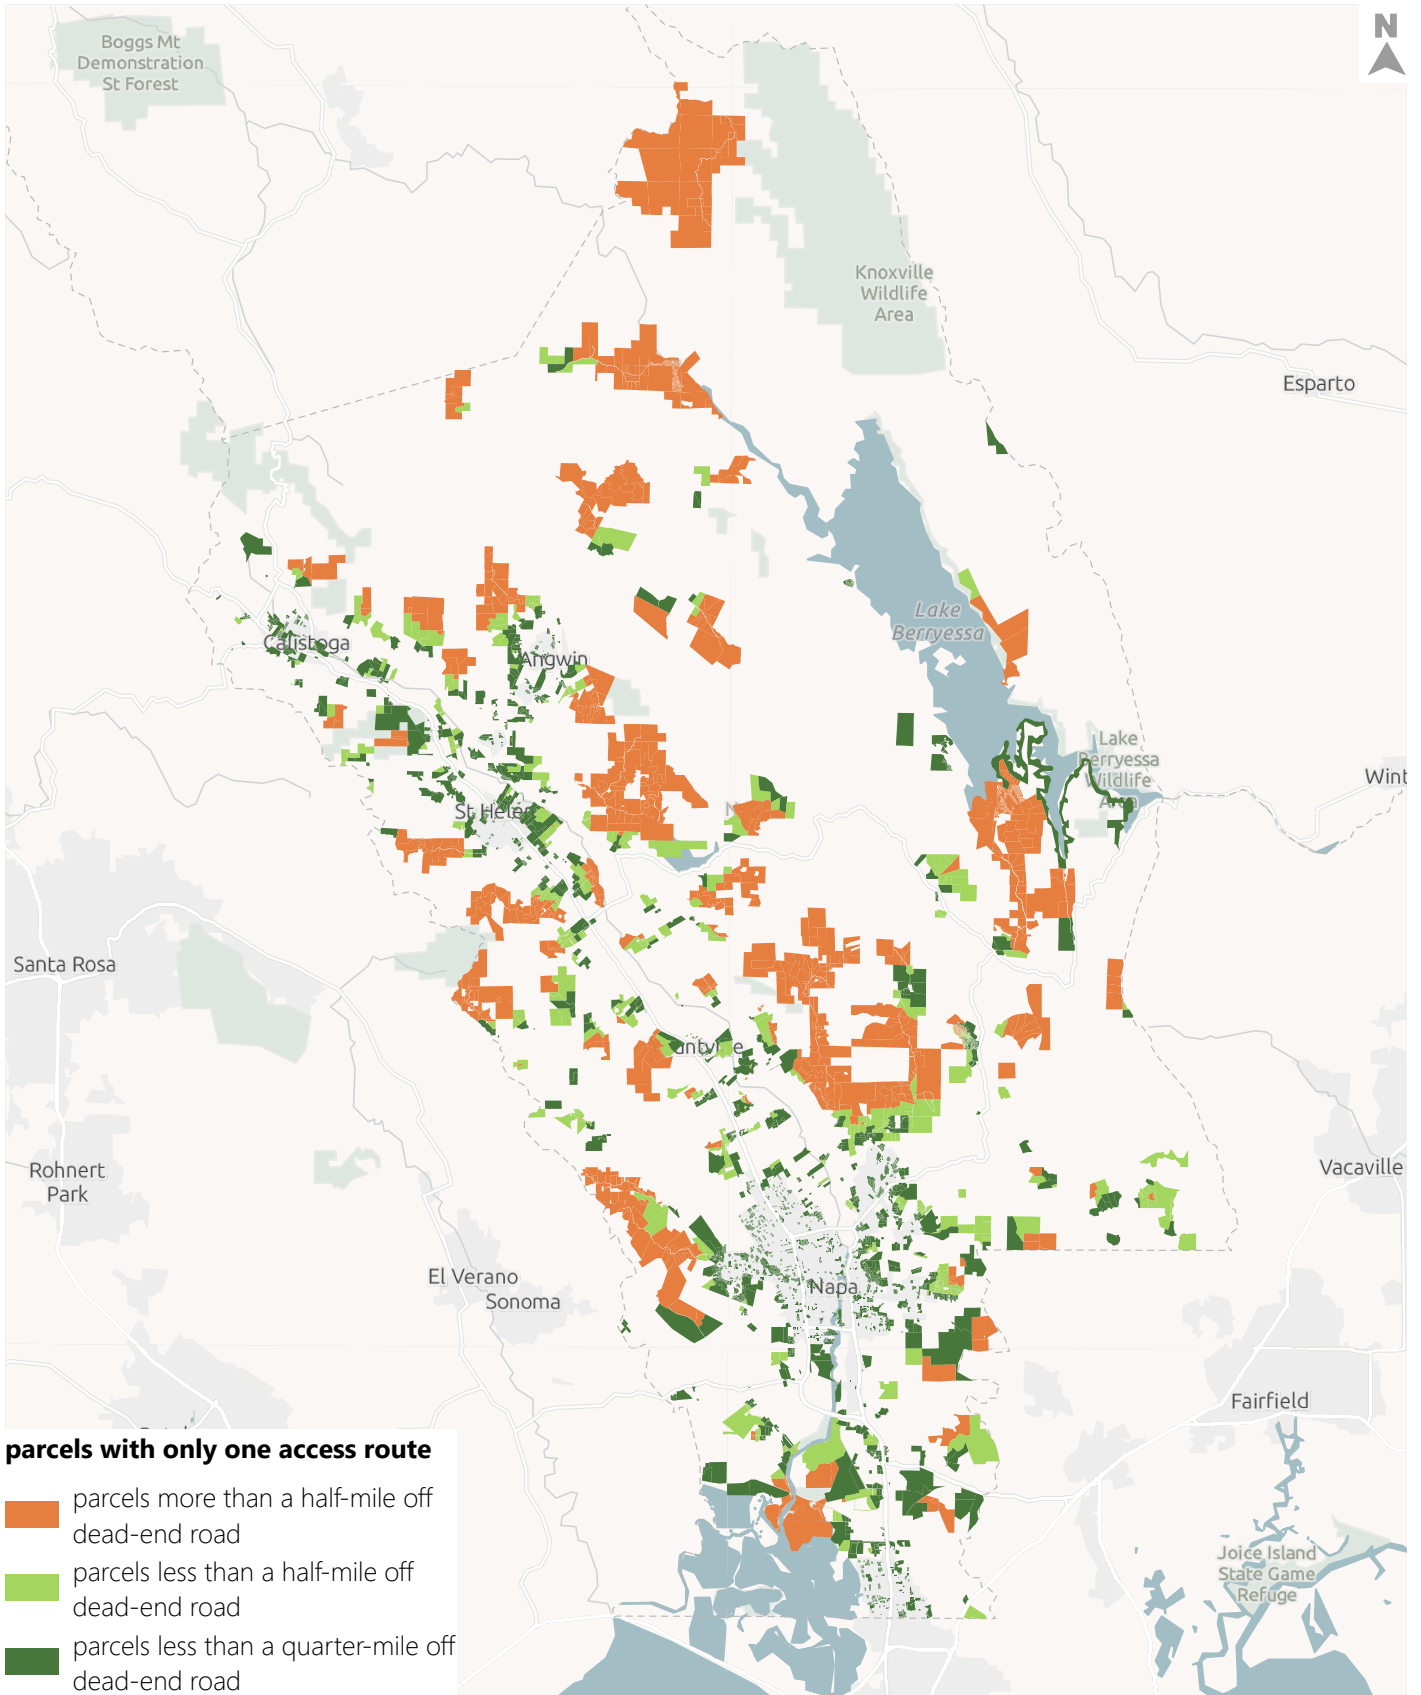 Boggs Mt
Demonstration
St Forest
N
Knoxville
Wildlife
Area
Esparto
Lake
Berryessa
Calistoga
Angwin
Lake
Berryessa
Wildlife
Area
Wint
St Helen
Santa Rosa
antville
Rohnert
Park
Vacaville
El Verano
Sonoma
Napa
Fairfield
parcels with only one access route
parcels more than a half-mile off
dead-end road
parcels less than a half-mile off
dead-end road
parcels less than a quarter-mile off
dead-end road
Joice Island
State Game
Refuge